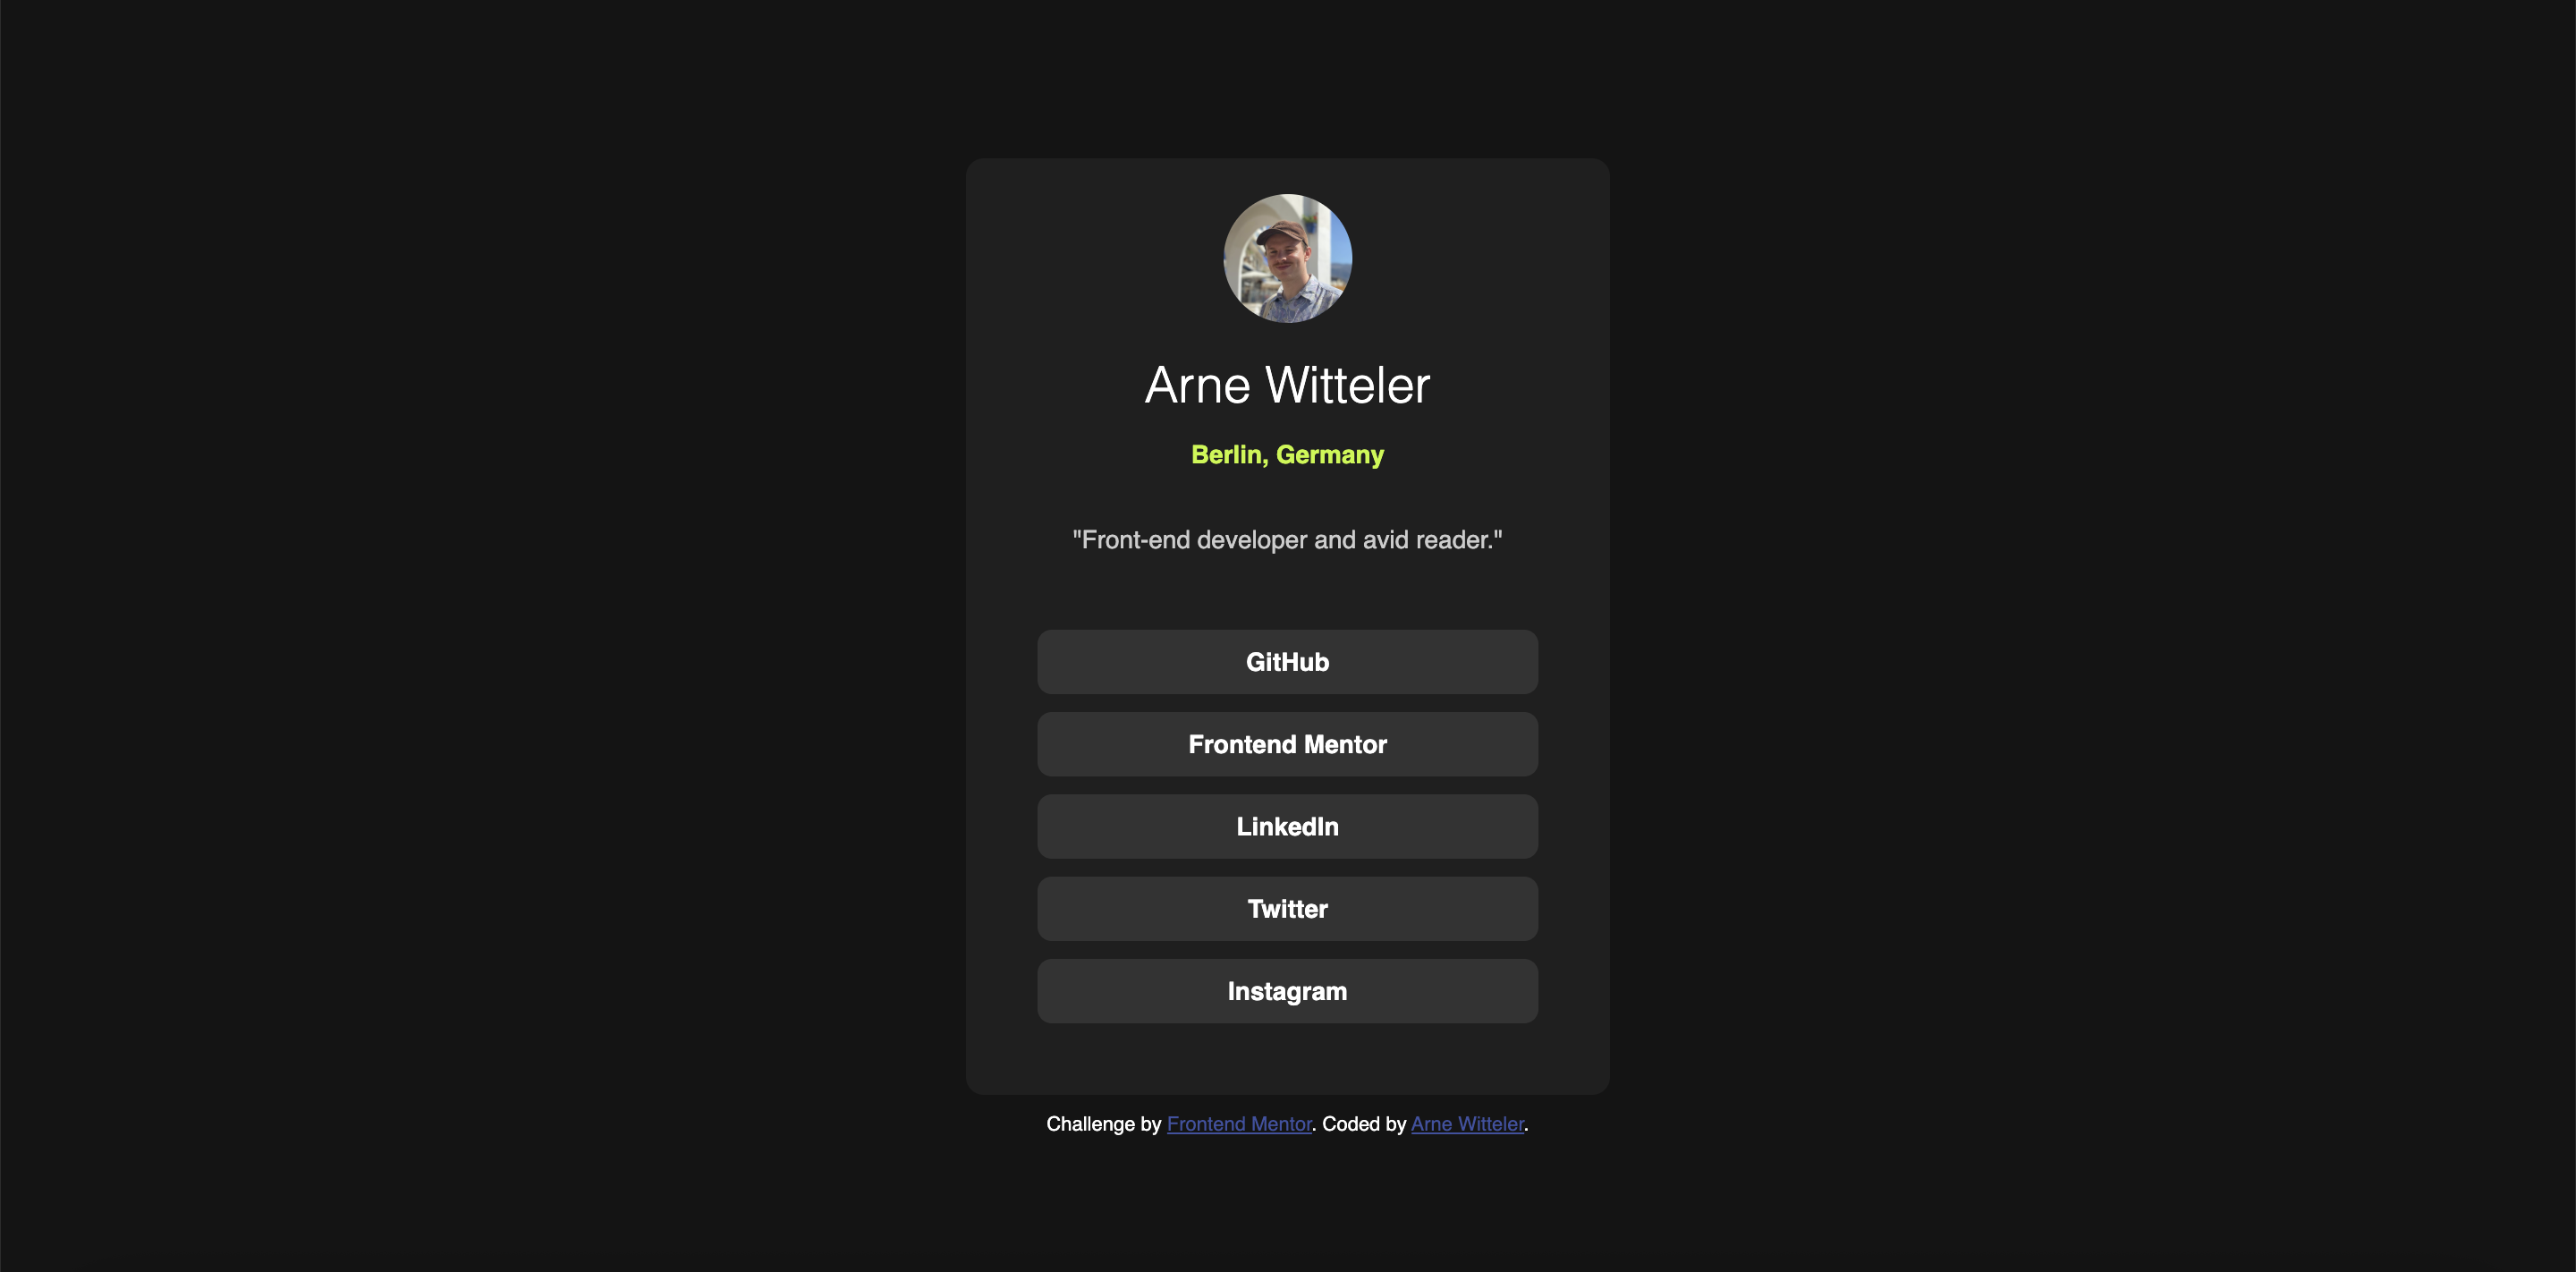 Arne Witteler
Berlin, Germany
"Front-end developer and avid reader."
GitHub
Frontend Mentor
LinkedIn
Twitter
Instagram
Challenge by Frontend Mentor. Coded by Arne Witteler.